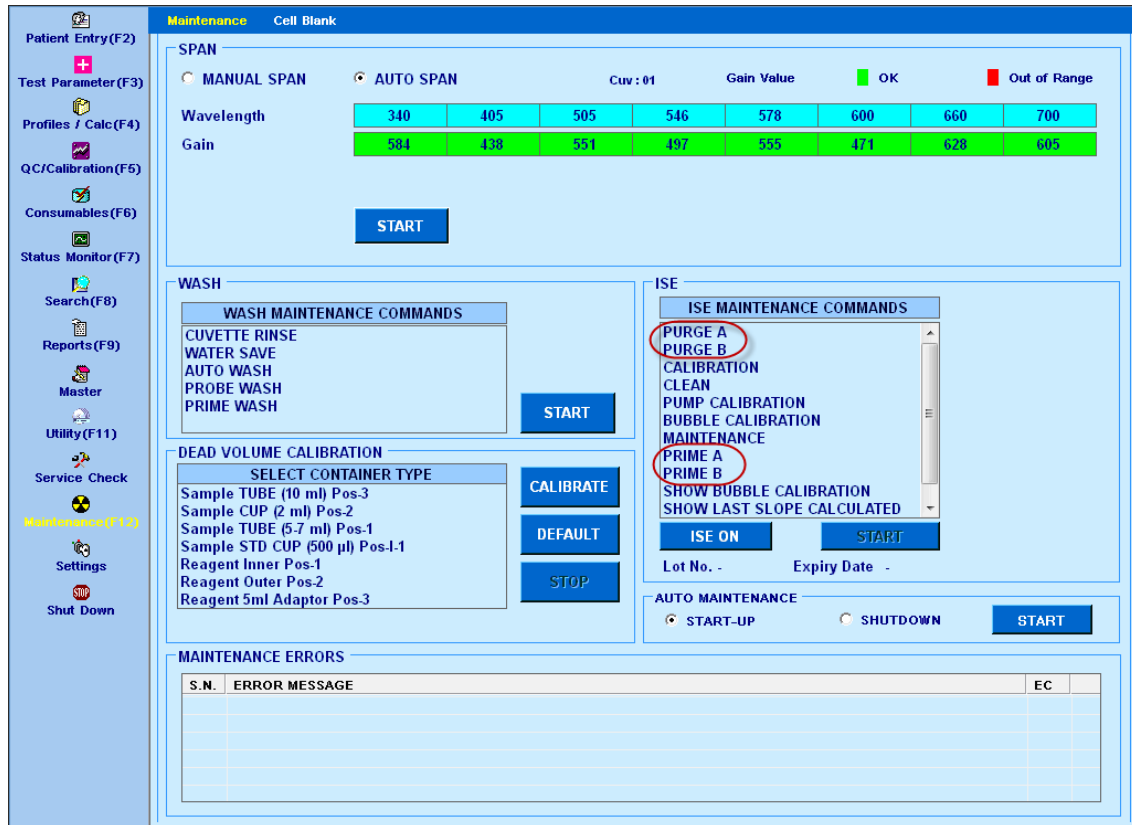 Patient Entry(F2)
Test Parameter(F3)
Profiles / Calc(F4)
QC/Calibration(F5)
Consumables(F6)
Status Monitor(F7)
Search(F8)
Reports(F9)
Master
Utility(F11)
Service Check
Maintenance(F12)
Settings
STOP
Shut Down
Maintenance Cell Blank
SPAN
MANUAL SPAN AUTO SPAN Cuv : 01 Gain Value OK Out of Range
Wavelength 340 405 505 546 578 600 660 700
Gain 584 438 551 497 555 471 628 605
START
WASH
WASH MAINTENANCE COMMANDS
CUVETTE RINSE
WATER SAVE
AUTO WASH
PROBE WASH
PRIME WASH
START
DEAD VOLUME CALIBRATION
SELECT CONTAINER TYPE
Sample TUBE (10 ml) Pos-3
Sample CUP (2 ml) Pos-2
Sample TUBE (5-7 ml) Pos-1
Sample STD CUP (500 µl) Pos-I-1
Reagent Inner Pos-1
Reagent Outer Pos-2
Reagent 5ml Adaptor Pos-3
CALIBRATE
DEFAULT
STOP
ISE
ISE MAINTENANCE COMMANDS
PURGE A
PURGE B
CALIBRATION
CLEAN
PUMP CALIBRATION
BUBBLE CALIBRATION
MAINTENANCE
PRIME A
PRIME B
SHOW BUBBLE CALIBRATION
SHOW LAST SLOPE CALCULATED
ISE ON START
Lot No. - Expiry Date -
AUTO MAINTENANCE
START-UP SHUTDOWN START
MAINTENANCE ERRORS
S.N. ERROR MESSAGE EC